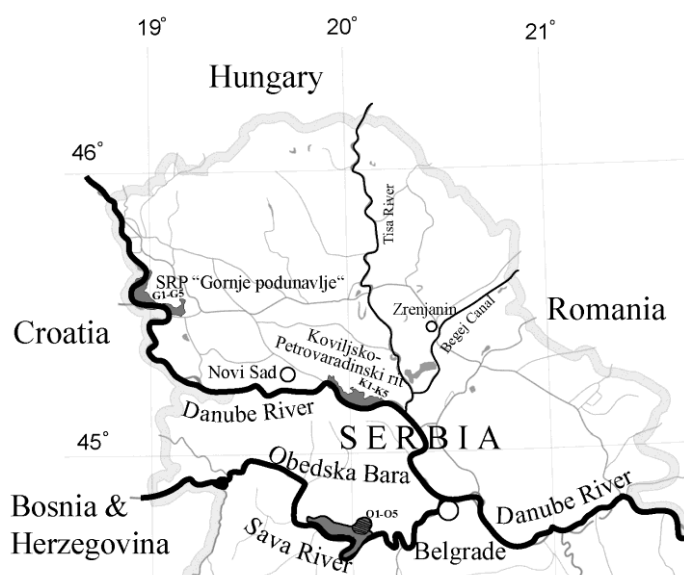 19°
20°
21°
Hungary
46°
Tisa River
SRP “Gornje podunavlje“
G1-G5
Zrenjanin
Begej Canal
Romania
Croatia
Koviljsko-
Petrovaradinski rit
K1-K5
Novi Sad
Danube River
SERBIA
45°
Obedska Bara
Bosnia &
Herzegovina
O1-O5
Sava River
Belgrade
Danube River